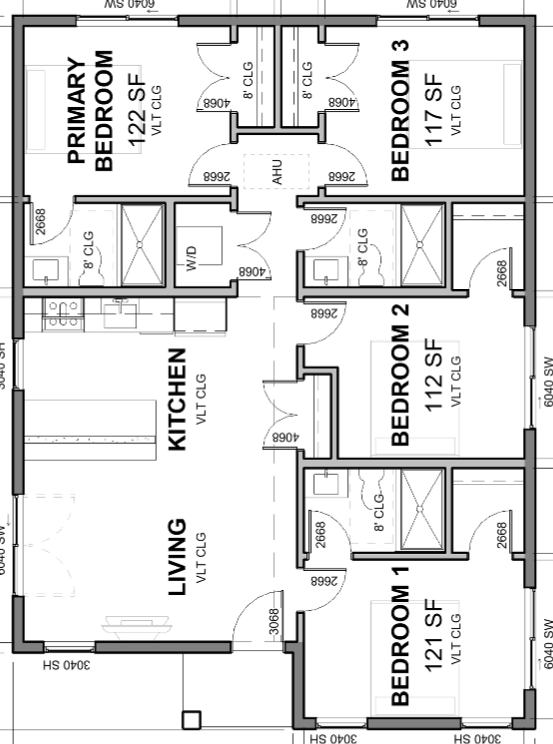 6040 SW
6040 SW
PRIMARY
BEDROOM
122 SF
VLT CLG
4068
8' CLG
8' CLG
4068
BEDROOM 3
117 SF
VLT CLG
2668
AHU
2668
2668
8' CLG
W/D
4068
2668
8' CLG
2668
3040 SH
KITCHEN
VLT CLG
2668
BEDROOM 2
112 SF
VLT CLG
6040 SW
4068
6040 SW
LIVING
VLT CLG
2668
8' CLG
2668
2668
3068
BEDROOM 1
121 SF
VLT CLG
6040 SW
3040 SH
3040 SH
3040 SH